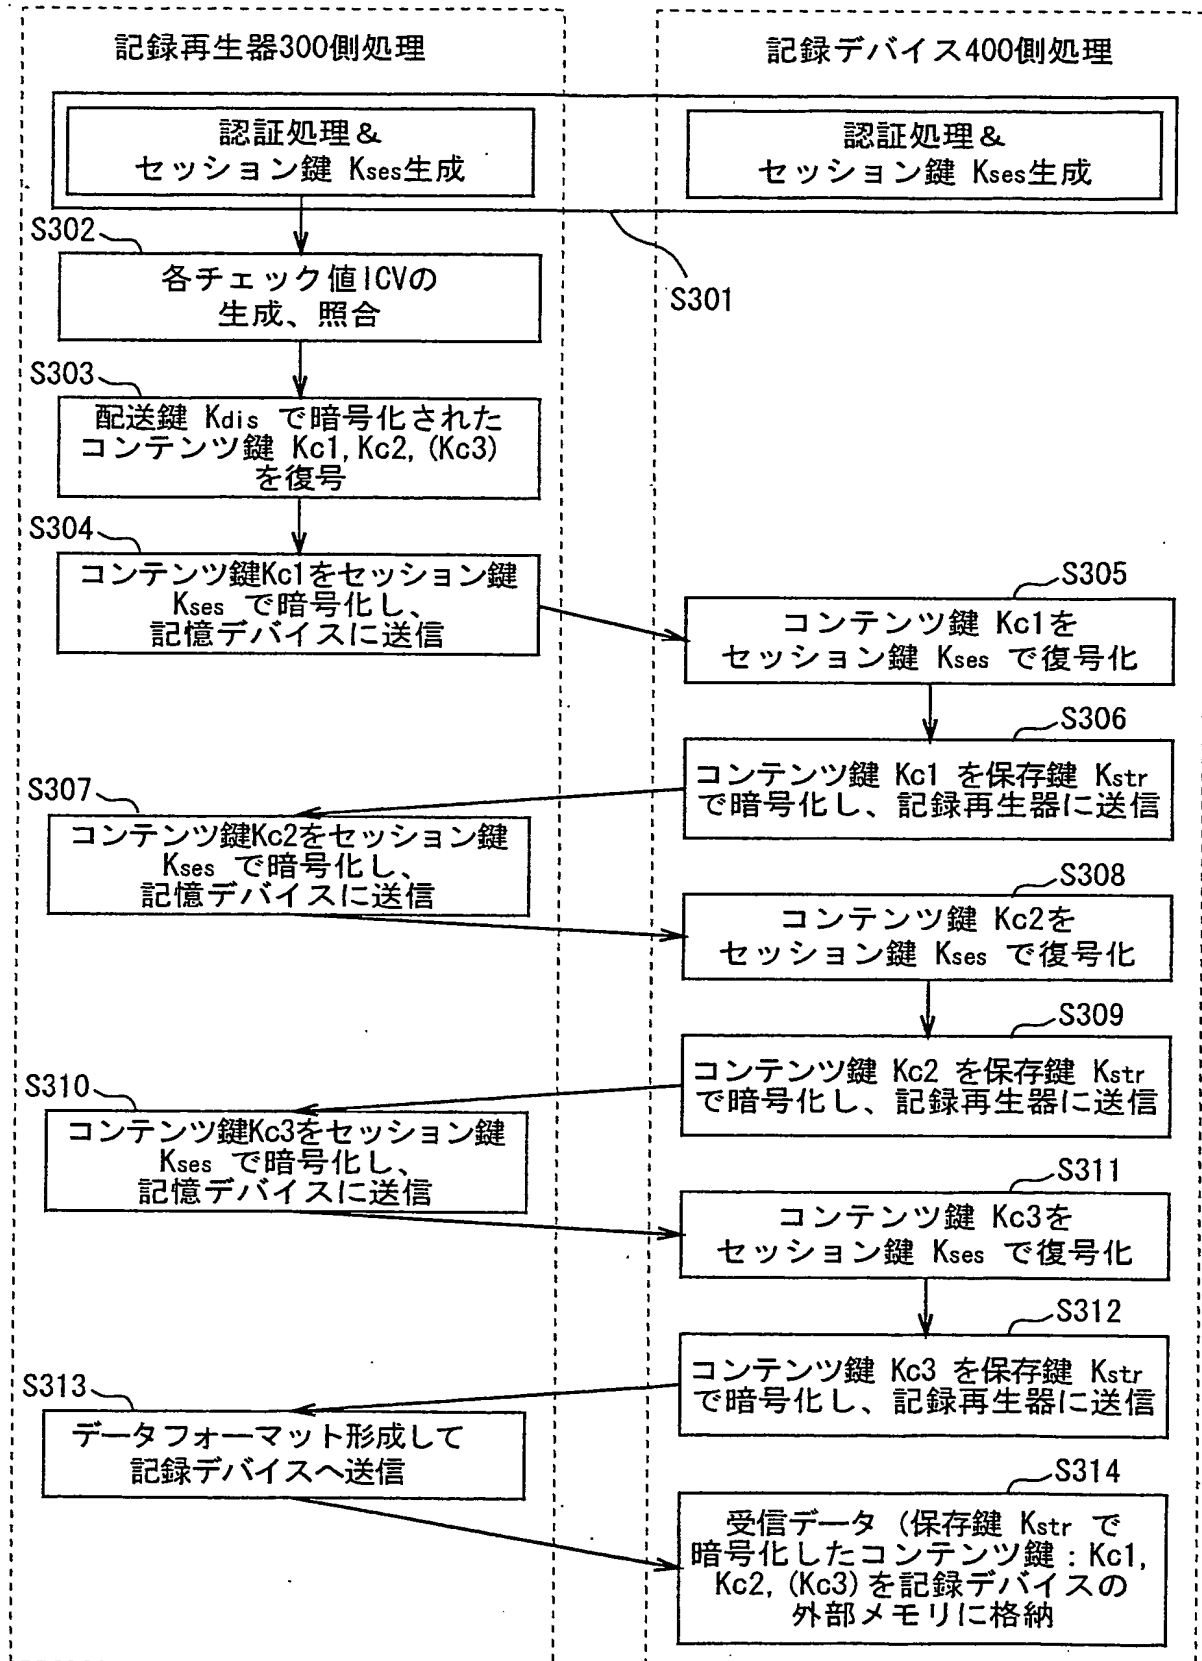 記録再生器300側処理
記録デバイス400側処理
認証処理&
セッション鍵 Kses生成
認証処理&
セッション鍵 Kses生成
S301
S302
各チェック値ICVの
生成、照合
S303
配送鍵 Kdis で暗号化された
コンテンツ鍵 Kc1, Kc2, (Kc3)
を復号
S304
コンテンツ鍵Kc1をセッション鍵
Kses で暗号化し、
記憶デバイスに送信
S305
コンテンツ鍵 Kc1を
セッション鍵 Kses で復号化
S306
コンテンツ鍵 Kc1 を保存鍵 Kstr
で暗号化し、記録再生器に送信
S307
コンテンツ鍵Kc2をセッション鍵
Kses で暗号化し、
記憶デバイスに送信
S308
コンテンツ鍵 Kc2を
セッション鍵 Kses で復号化
S309
コンテンツ鍵 Kc2 を保存鍵 Kstr
で暗号化し、記録再生器に送信
S310
コンテンツ鍵Kc3をセッション鍵
Kses で暗号化し、
記憶デバイスに送信
S311
コンテンツ鍵 Kc3を
セッション鍵 Kses で復号化
S312
コンテンツ鍵 Kc3 を保存鍵 Kstr
で暗号化し、記録再生器に送信
S313
データフォーマット形成して
記録デバイスへ送信
S314
受信データ (保存鍵 Kstr で
暗号化したコンテンツ鍵 : Kc1,
Kc2, (Kc3) を記録デバイスの
外部メモリに格納